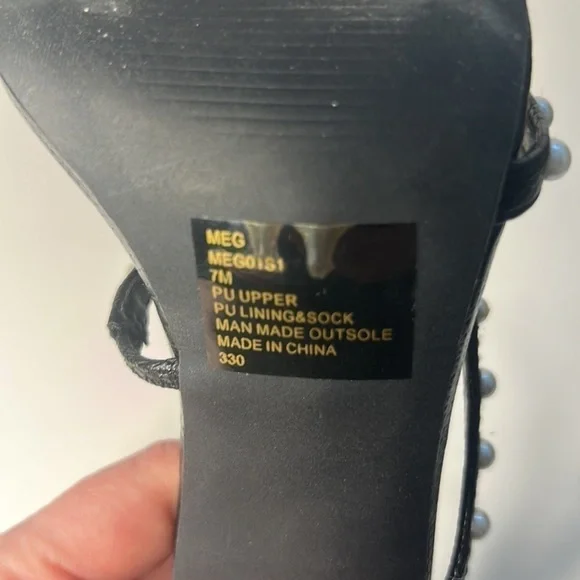 MEG
MEG01S1
7M
PU UPPER
PU LINING&SOCK
MAN MADE OUTSOLE
MADE IN CHINA
330